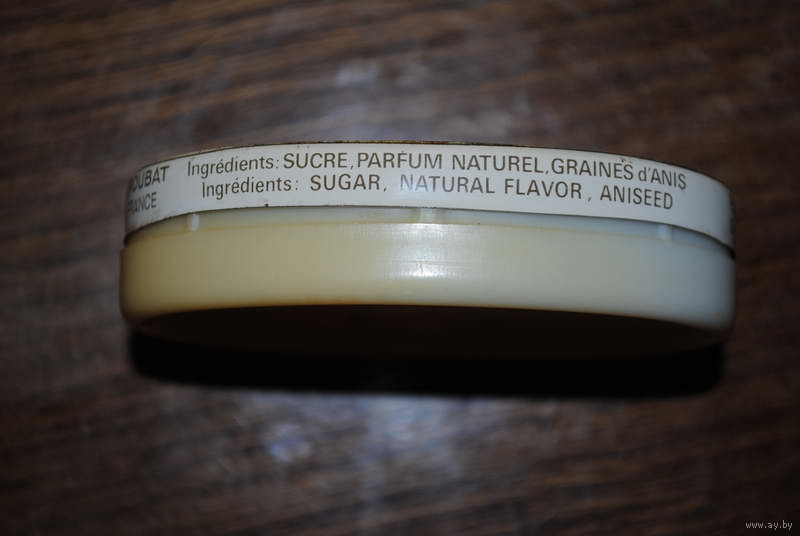 Ingrédients: SUCRE, PARFUM NATUREL, GRAINES d'ANIS
Ingrédients: SUGAR, NATURAL FLAVOR, ANISEED
www.ay.by